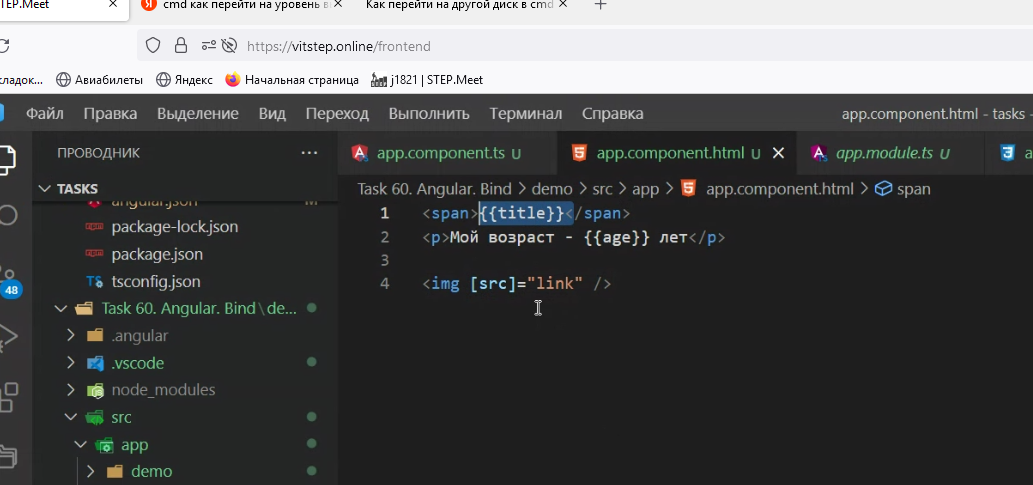 TEP.Meet × cmd как перейти на уровень в × Как перейти на другой диск в cmd × +
https://vitstep.online/frontend
кладок... Авиабилеты Яндекс Начальная страница j1821 | STEP.Meet
Файл Правка Выделение Вид Переход Выполнить Терминал Справка app.component.html - tasks -
ПРОВОДНИК ...
app.component.ts U app.component.html U × app.module.ts U a
TASKS
Task 60. Angular. Bind > demo > src > app > app.component.html > span
angular.json M
package-lock.json
package.json
tsconfig.json
Task 60. Angular. Bind \ de...
.angular
.vscode
node_modules
src
app
demo
48
1 <span>{{title}}</span>
2 <p>Мой возраст - {{age}} лет</p>
3
4 <img [src]="link" />